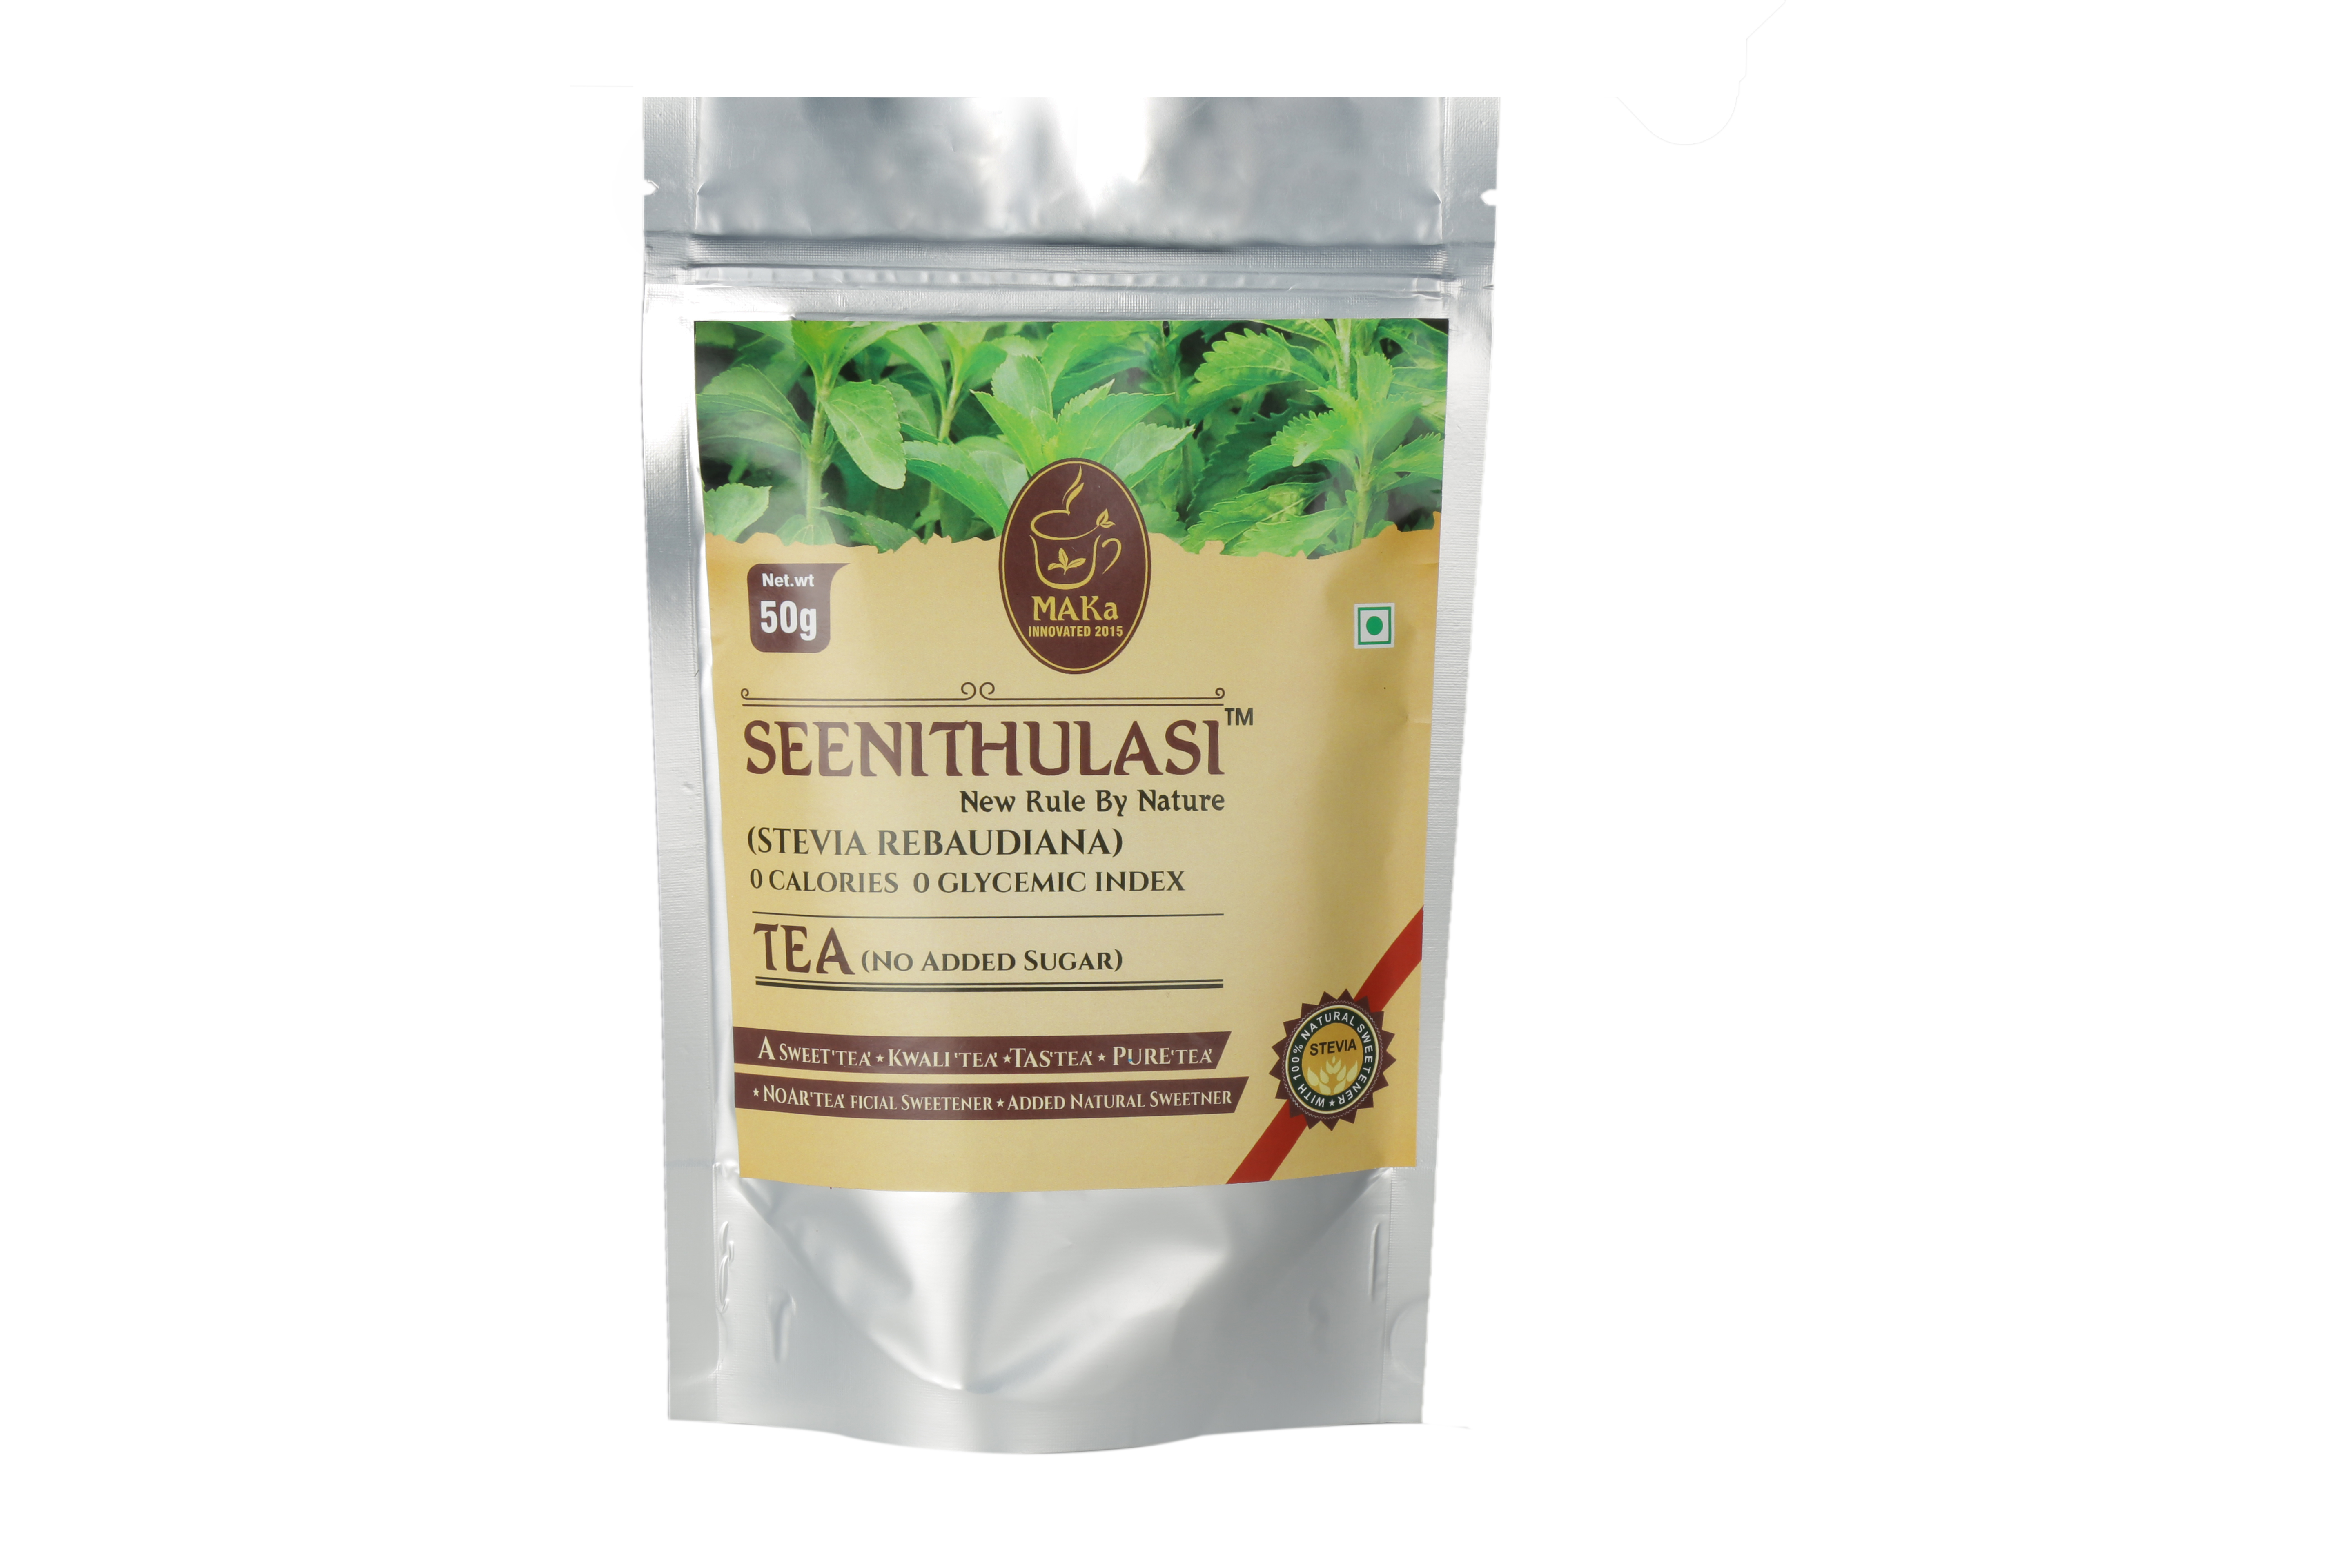 MAKa
INNOVATED 2015
Net.wt
50g
SEENITHULASI™
New Rule By Nature
(STEVIA REBAUDIANA)
0 CALORIES 0 GLYCEMIC INDEX
TEA (NO ADDED SUGAR)
A SWEET'TEA' ★ KWALI 'TEA' ★TAS'TEA' ★ PURE'TEA'
★ NOAR'TEA' FICIAL SWEETENER ★ ADDED NATURAL SWEETNER
WITH 100% NATURAL SWEETENER ★
STEVIA